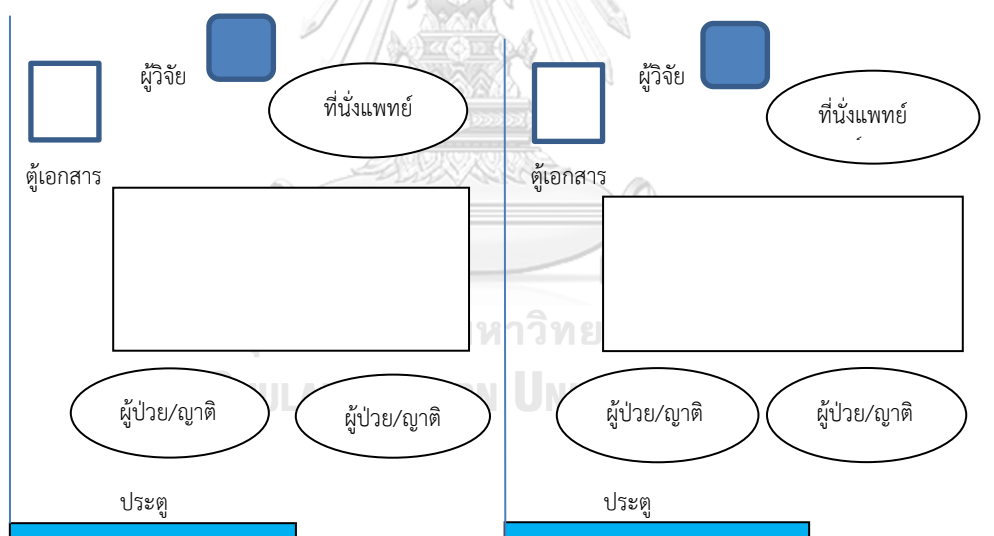 ผู้วิจัย
ที่นั่งแพทย์
ตู้เอกสาร
ผู้ป่วย/ญาติ
ผู้ป่วย/ญาติ
ประตู
ผู้วิจัย
ที่นั่งแพทย์
ตู้เอกสาร
ผู้ป่วย/ญาติ
ผู้ป่วย/ญาติ
ประตู